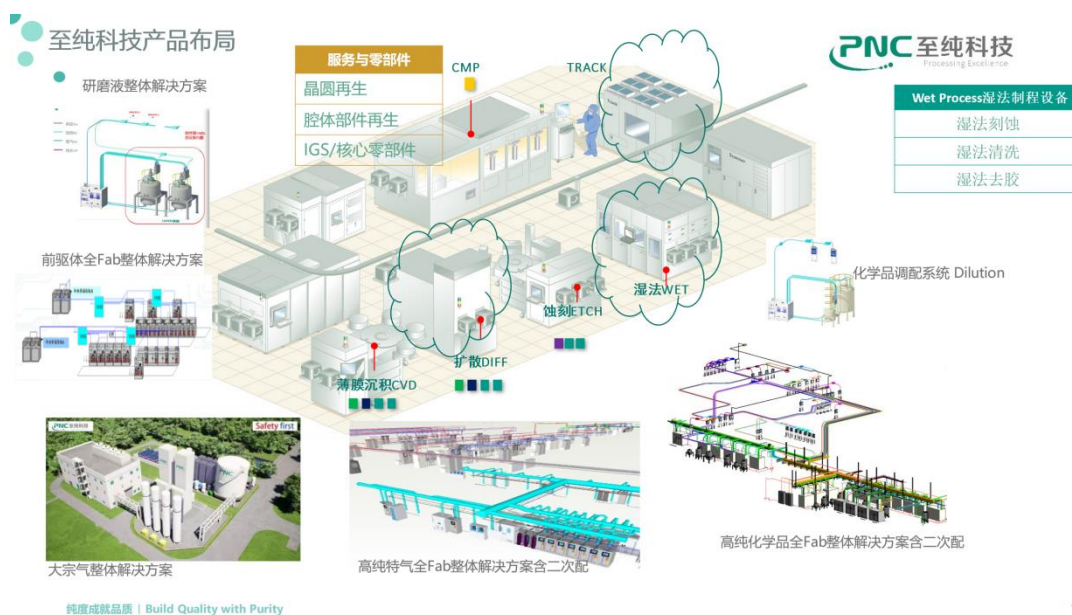 至纯科技产品布局
PNC 至纯科技
Processing Excellence
研磨液整体解决方案
服务与零部件
晶圆再生
腔体部件再生
IGS/核心零部件
CMP
TRACK
Wet Process湿法制程设备
湿法刻蚀
湿法清洗
湿法去胶
前驱体全Fab整体解决方案
化学品调配系统 Dilution
湿法WET
蚀刻ETCH
扩散DIFF
薄膜沉积CVD
PNC 至纯科技
Safety first
大宗气整体解决方案
高纯特气全Fab整体解决方案含二次配
高纯化学品全Fab整体解决方案含二次配
纯度成就品质 | Build Quality with Purity